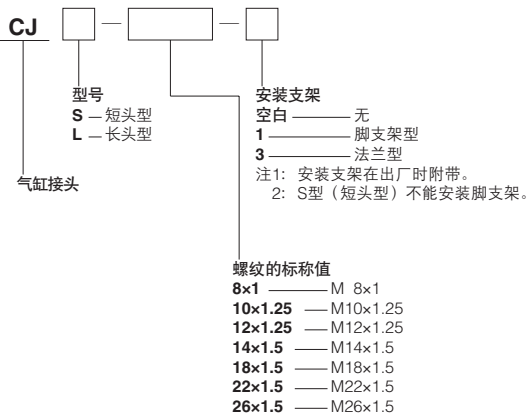 CJ
型号
S — 短头型
L — 长头型
气缸接头
安装支架
空白 — 无
1 — 脚支架型
3 — 法兰型
注1: 安装支架在出厂时附带。
2: S型（短头型）不能安装脚支架。
螺纹的标称值
8×1 — M 8×1
10×1.25 — M10×1.25
12×1.25 — M12×1.25
14×1.5 — M14×1.5
18×1.5 — M18×1.5
22×1.5 — M22×1.5
26×1.5 — M26×1.5